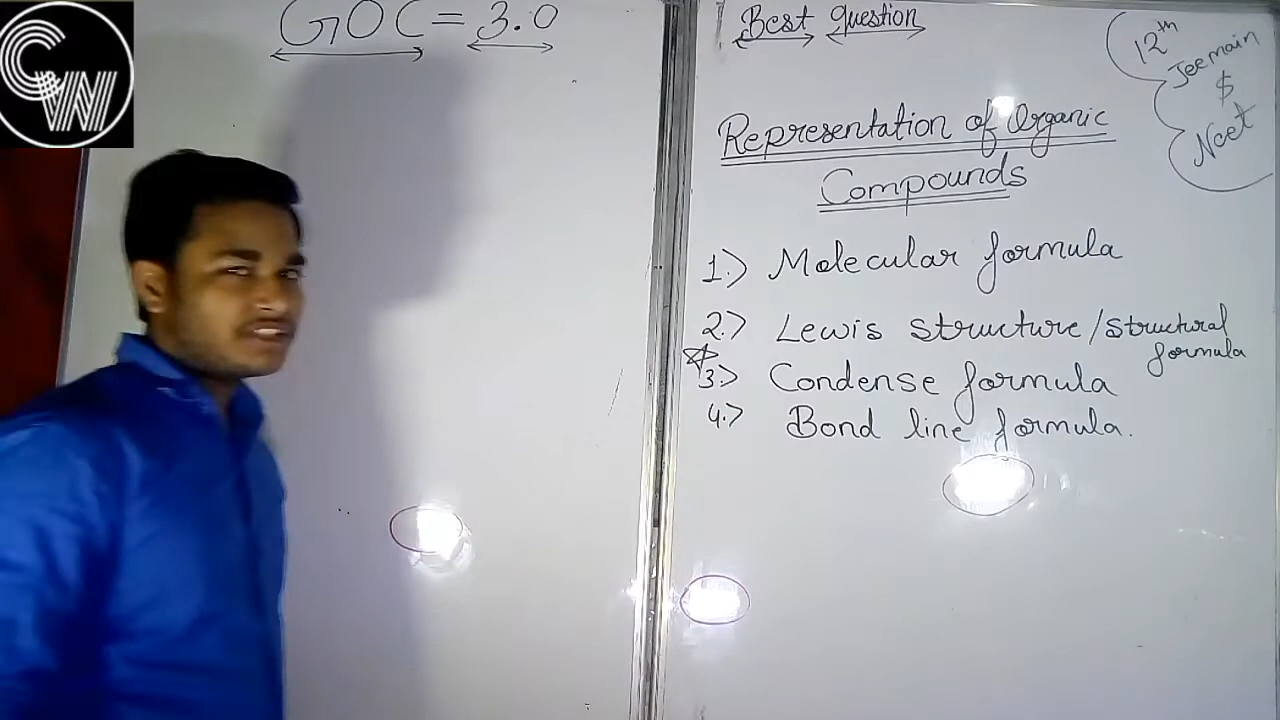 GOC = 3.0
Best question
12th
Jee main
$
Neet
Representation of Organic
Compounds
1.) Molecular formula
2.) Lewis structure/structural
formula
3.) Condense formula
4.) Bond line formula.
CW